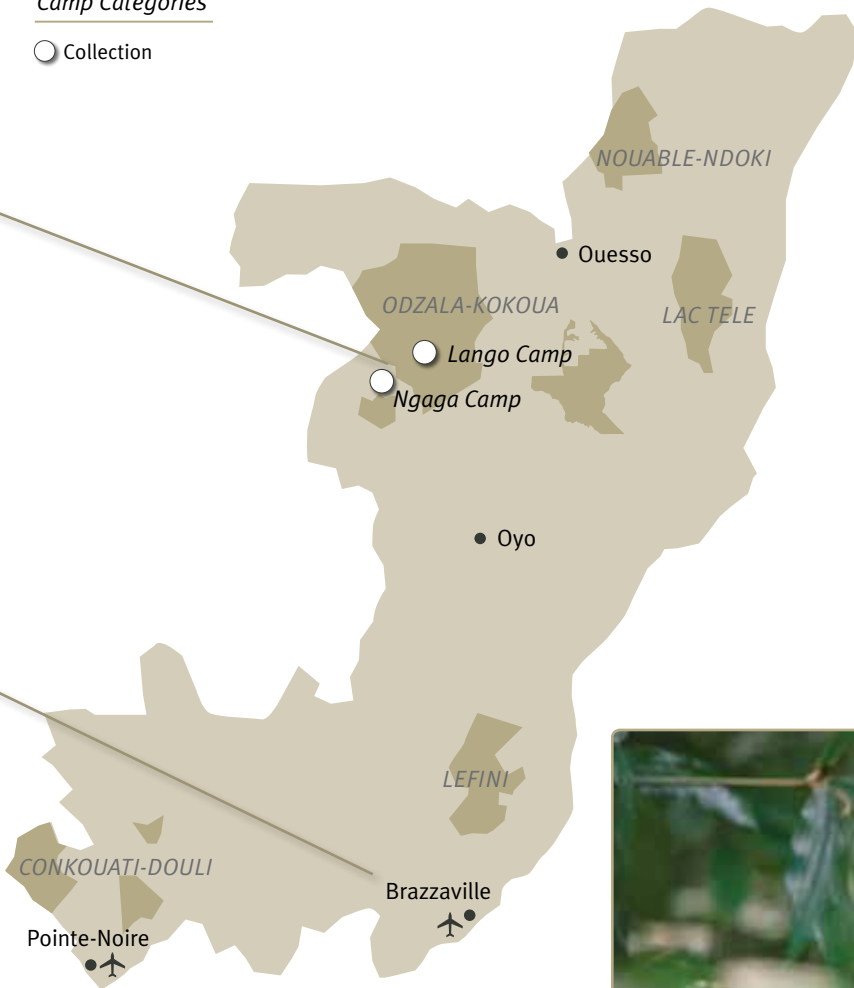 Camp Categories
Collection
NOUABLE-NDOKI
Ouesso
ODZALA-KOKOUA
LAC TELE
Lango Camp
Ngaga Camp
Oyo
LEFINI
CONKOUATI-DOULI
Brazzaville
Pointe-Noire